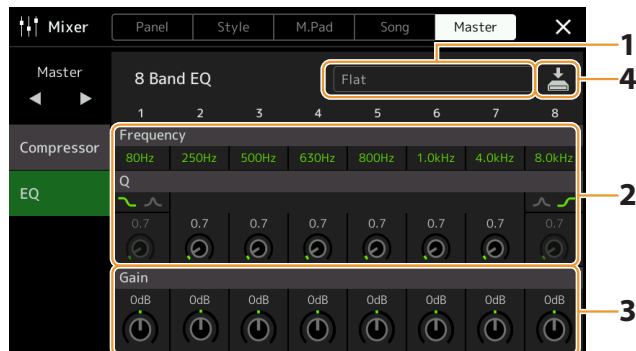 Mixer Panel Style M.Pad Song Master
1
Master 8 Band EQ Flat 4
1 2 3 4 5 6 7 8
Compressor
EQ
Frequency
80Hz 250Hz 500Hz 630Hz 800Hz 1.0kHz 4.0kHz 8.0kHz
Q
2
0.7 0.7 0.7 0.7 0.7 0.7 0.7 0.7
Gain
0dB 0dB 0dB 0dB 0dB 0dB 0dB 0dB
3